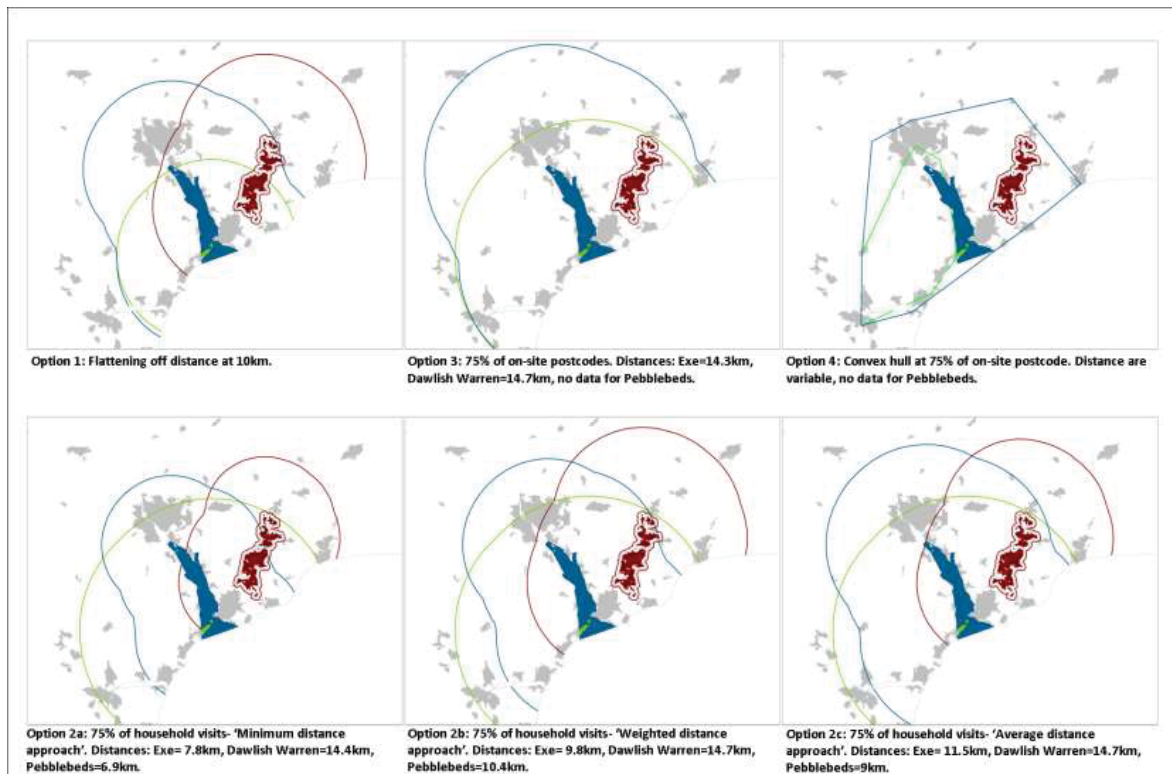 Option 1: Flattening off distance at 10km.
Option 3: 75% of on-site postcodes. Distances: Exe=14.3km,
Dawlish Warren=14.7km, no data for Pebblebeds.
Option 4: Convex hull at 75% of on-site postcode. Distance are
variable, no data for Pebblebeds.
Option 2a: 75% of household visits- ‘Minimum distance
approach’. Distances: Exe= 7.8km, Dawlish Warren=14.4km,
Pebblebeds=6.9km.
Option 2b: 75% of household visits- ‘Weighted distance
approach’. Distances: Exe= 9.8km, Dawlish Warren=14.7km,
Pebblebeds=10.4km.
Option 2c: 75% of household visits- ‘Average distance
approach’. Distances: Exe= 11.5km, Dawlish Warren=14.7km,
Pebblebeds=9km.